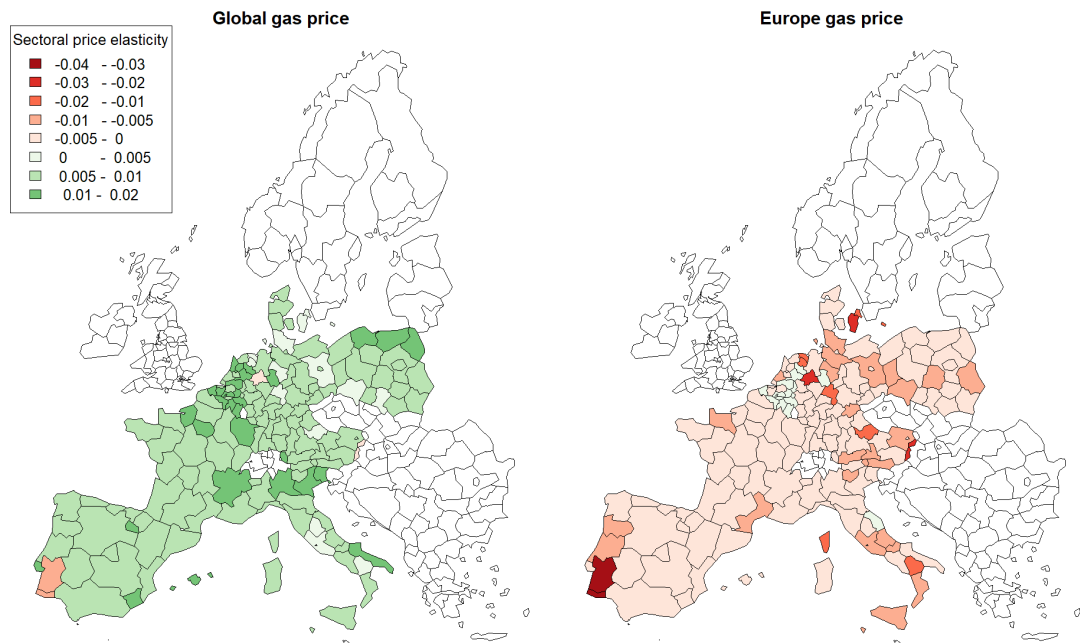 Global gas price
Europe gas price
Sectoral price elasticity
-0.04 - -0.03
-0.03 - -0.02
-0.02 - -0.01
-0.01 - -0.005
-0.005 - 0
0 - 0.005
0.005 - 0.01
0.01 - 0.02